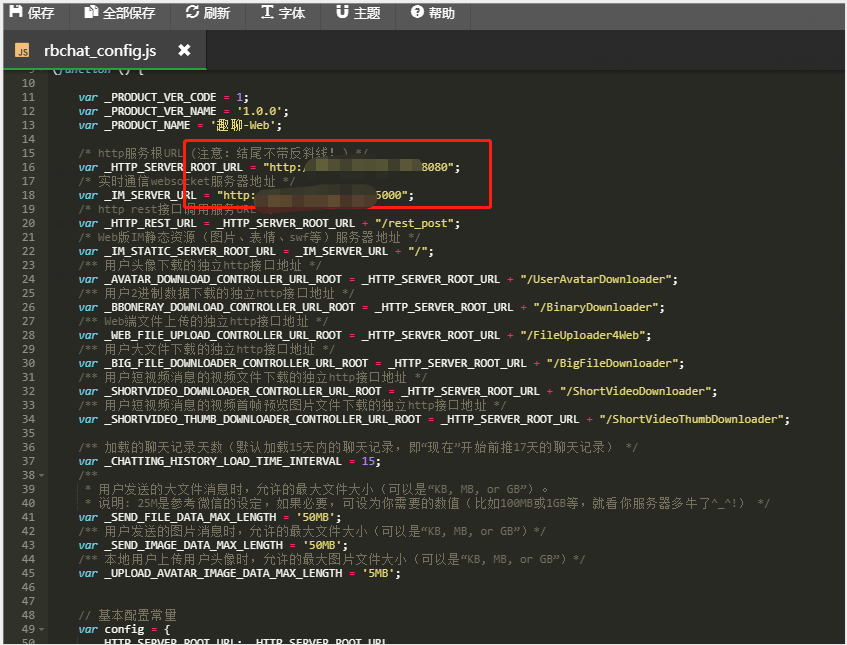 保存 全部保存 刷新 字体 主题 帮助
JS rbchat_config.js ✖
9 (function () {
10
11 var _PRODUCT_VER_CODE = 1;
12 var _PRODUCT_VER_NAME = '1.0.0';
13 var _PRODUCT_NAME = '趣聊-Web';
14
15 /* http服务根URL（注意：结尾不带反斜线！）*/
16 var _HTTP_SERVER_ROOT_URL = "http: 8080";
17 /* 实时通信websocket服务器地址 */
18 var _IM_SERVER_URL = "http: 5000";
19 /* http rest接口调用服务URL
20 var _HTTP_REST_URL = _HTTP_SERVER_ROOT_URL + "/rest_post";
21 /* Web版IM静态资源（图片、表情、swf等）服务器地址 */
22 var _IM_STATIC_SERVER_ROOT_URL = _IM_SERVER_URL + "/";
23 /** 用户头像下载的独立http接口地址 */
24 var _AVATAR_DOWNLOAD_CONTROLLER_URL_ROOT = _HTTP_SERVER_ROOT_URL + "/UserAvatarDownloader";
25 /** 用户2进制数据下载的独立http接口地址 */
26 var _BBONERAY_DOWNLOAD_CONTROLLER_URL_ROOT = _HTTP_SERVER_ROOT_URL + "/BinaryDownloader";
27 /** Web端文件上传的独立http接口地址 */
28 var _WEB_FILE_UPLOAD_CONTROLLER_URL_ROOT = _HTTP_SERVER_ROOT_URL + "/FileUploader4Web";
29 /** 用户大文件下载的独立http接口地址 */
30 var _BIG_FILE_DOWNLOADER_CONTROLLER_URL_ROOT = _HTTP_SERVER_ROOT_URL + "/BigFileDownloader";
31 /** 用户短视频消息的视频文件下载的独立http接口地址 */
32 var _SHORTVIDEO_DOWNLOADER_CONTROLLER_URL_ROOT = _HTTP_SERVER_ROOT_URL + "/ShortVideoDownloader";
33 /** 用户短视频消息的视频首帧预览图片文件下载的独立http接口地址 */
34 var _SHORTVIDEO_THUMB_DOWNLOADER_CONTROLLER_URL_ROOT = _HTTP_SERVER_ROOT_URL + "/ShortVideoThumbDownloader";
35
36 /** 加载的聊天记录天数（默认加载15天内的聊天记录，即“现在”开始前推17天的聊天记录） */
37 var _CHATTING_HISTORY_LOAD_TIME_INTERVAL = 15;
38 /**
39 * 用户发送的大文件消息时，允许的最大文件大小（可以是“KB, MB, or GB”）。
40 * 说明：25M是参考微信的设定，如果必要，可设为你需要的数值（比如100MB或1GB等，就看你服务器多牛了^_^!） */
41 var _SEND_FILE_DATA_MAX_LENGTH = '50MB';
42 /** 用户发送的图片消息时，允许的最大文件大小（可以是“KB, MB, or GB”）*/
43 var _SEND_IMAGE_DATA_MAX_LENGTH = '50MB';
44 /** 本地用户上传用户头像时，允许的最大图片文件大小（可以是“KB, MB, or GB”）*/
45 var _UPLOAD_AVATAR_IMAGE_DATA_MAX_LENGTH = '5MB';
46
47
48 // 基本配置常量
49 var config = {
50 HTTP_SERVER_ROOT_URL: _HTTP_SERVER_ROOT_URL